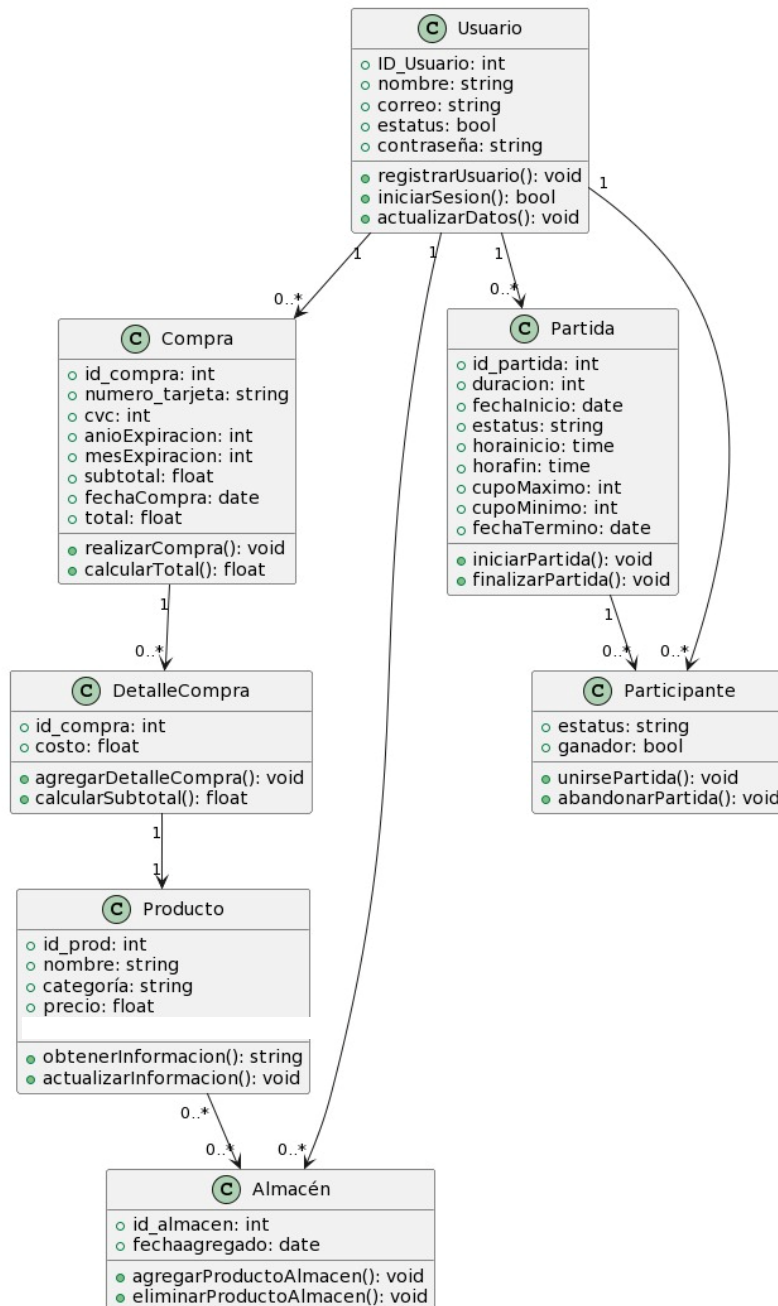 C Usuario
ID_Usuario: int
nombre: string
correo: string
estatus: bool
contraseña: string
registrarUsuario(): void
iniciarSesion(): bool
actualizarDatos(): void
1
1
1
1
0..*
0..*
C Compra
id_compra: int
numero_tarjeta: string
cvc: int
anioExpiracion: int
mesExpiracion: int
subtotal: float
fechaCompra: date
total: float
realizarCompra(): void
calcularTotal(): float
C Partida
id_partida: int
duracion: int
fechaInicio: date
estatus: string
horainicio: time
horafin: time
cupoMaximo: int
cupoMinimo: int
fechaTermino: date
iniciarPartida(): void
finalizarPartida(): void
1
1
0..*
0..*
0..*
C DetalleCompra
id_compra: int
costo: float
agregarDetalleCompra(): void
calcularSubtotal(): float
C Participante
estatus: string
ganador: bool
unirsePartida(): void
abandonarPartida(): void
1
1
C Producto
id_prod: int
nombre: string
categoría: string
precio: float
obtenerInformacion(): string
actualizarInformacion(): void
0..*
0..*
0..*
C Almacén
id_almacen: int
fechaagregado: date
agregarProductoAlmacen(): void
eliminarProductoAlmacen(): void